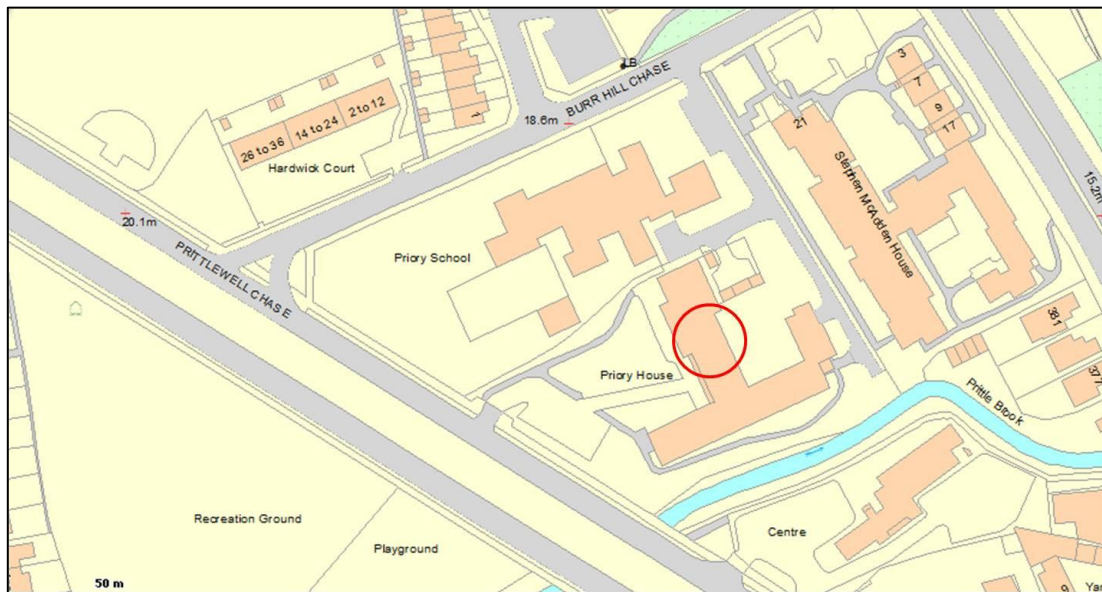 LB
BURR HILL CHASE
18.6m
3
7
9
17
21
2 to 12
14 to 24
26 to 36
1
Hardwick Court
Stephen McAdden House
15.2m
20.1m
PRITTLEWELL CHASE
Priory School
Priory House
381
377
Prittle Brook
Recreation Ground
Playground
Centre
9
50 m